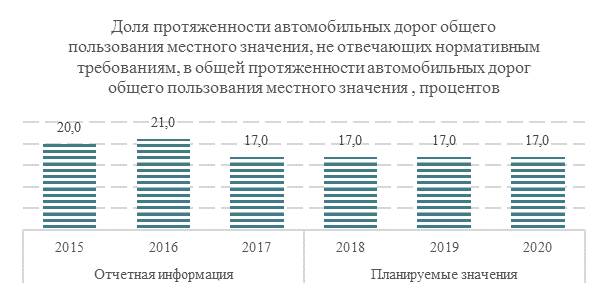 Доля протяженности автомобильных дорог общего
пользования местного значения, не отвечающих нормативным
требованиям, в общей протяженности автомобильных дорог
общего пользования местного значения , процентов
20,0 21,0 17,0 17,0 17,0 17,0
2015 2016 2017 2018 2019 2020
Отчетная информация Планируемые значения